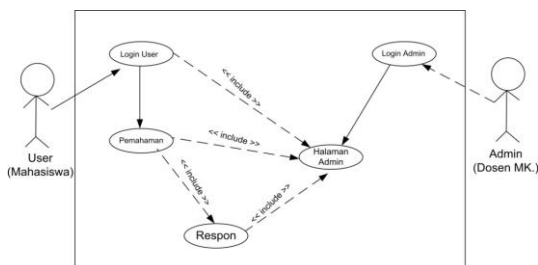 Login User
Login Admin
<< include >>
<< include >>
Pemahaman
Halaman
Admin
User
(Mahasiswa)
Admin
(Dosen MK.)
<< include >>
<< include >>
Respon